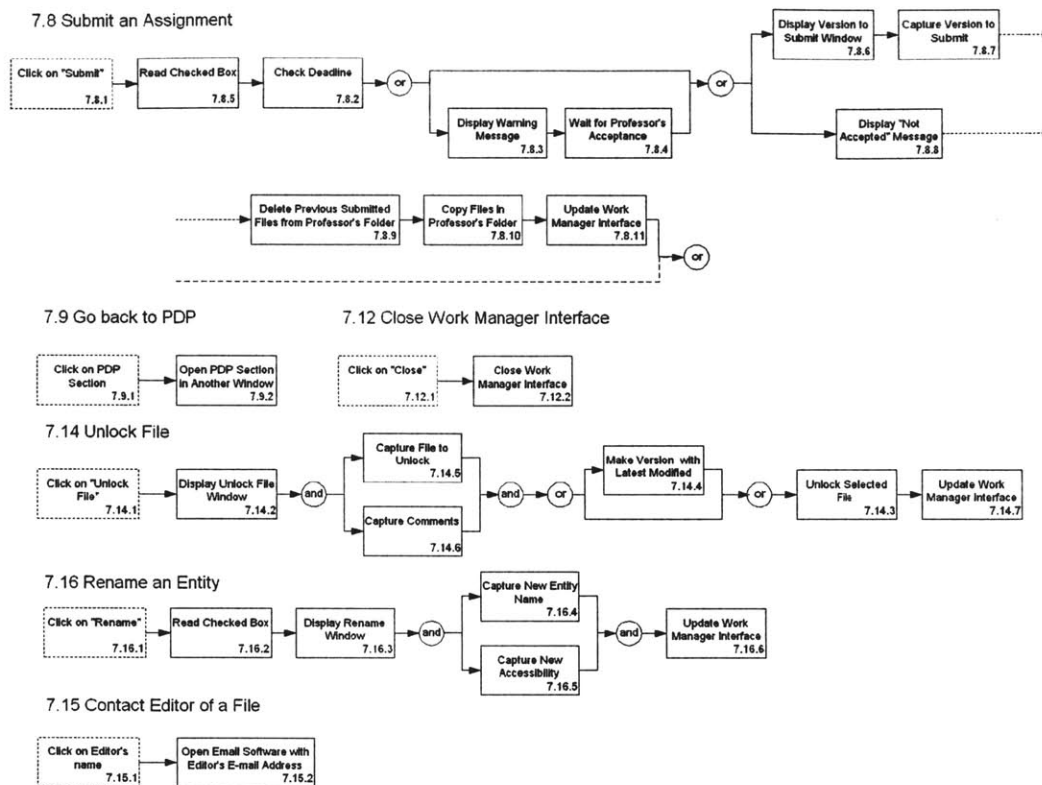 7.8 Submit an Assignment
Click on "Submit"
7.8.1
Read Checked Box
7.8.5
Check Deadline
7.8.2
or
Display Warning
Message
7.8.3
Wait for Professor's
Acceptance
7.8.4
or
Display Version to
Submit Window
7.8.6
Capture Version to
Submit
7.8.7
Display "Not
Accepted" Message
7.8.8
Delete Previous Submitted
Files from Professor's Folder
7.8.9
Copy Files in
Professor's Folder
7.8.10
Update Work
Manager Interface
7.8.11
or
7.9 Go back to PDP
Click on PDP
Section
7.9.1
Open PDP Section
in Another Window
7.9.2
7.12 Close Work Manager Interface
Click on "Close"
7.12.1
Close Work
Manager Interface
7.12.2
7.14 Unlock File
Click on "Unlock
File"
7.14.1
Display Unlock File
Window
7.14.2
and
Capture File to
Unlock
7.14.5
Capture Comments
7.14.6
and
or
Make Version with
Latest Modified
7.14.4
or
Unlock Selected
File
7.14.3
Update Work
Manager Interface
7.14.7
7.16 Rename an Entity
Click on "Rename"
7.16.1
Read Checked Box
7.16.2
Display Rename
Window
7.16.3
and
Capture New Entity
Name
7.16.4
Capture New
Accessibility
7.16.5
and
Update Work
Manager Interface
7.16.6
7.15 Contact Editor of a File
Click on Editor's
name
7.15.1
Open Email Software with
Editor's E-mail Address
7.15.2